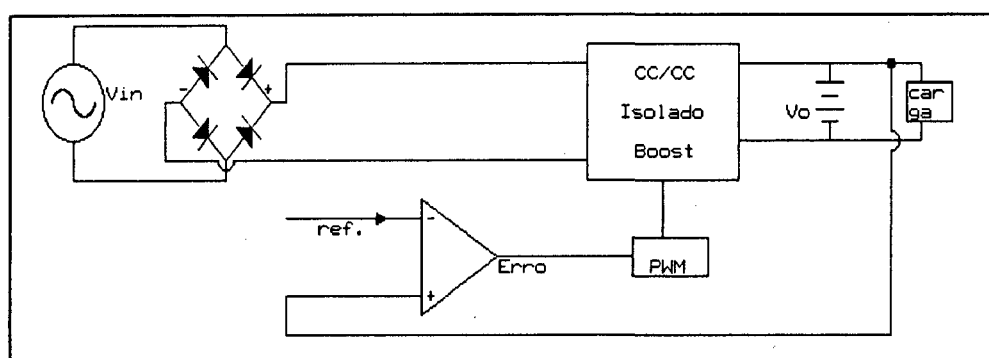 Vin
-
+
CC/CC
Isolado
Boost
Vo
car
ga
ref.
-
+
Erro
PWM